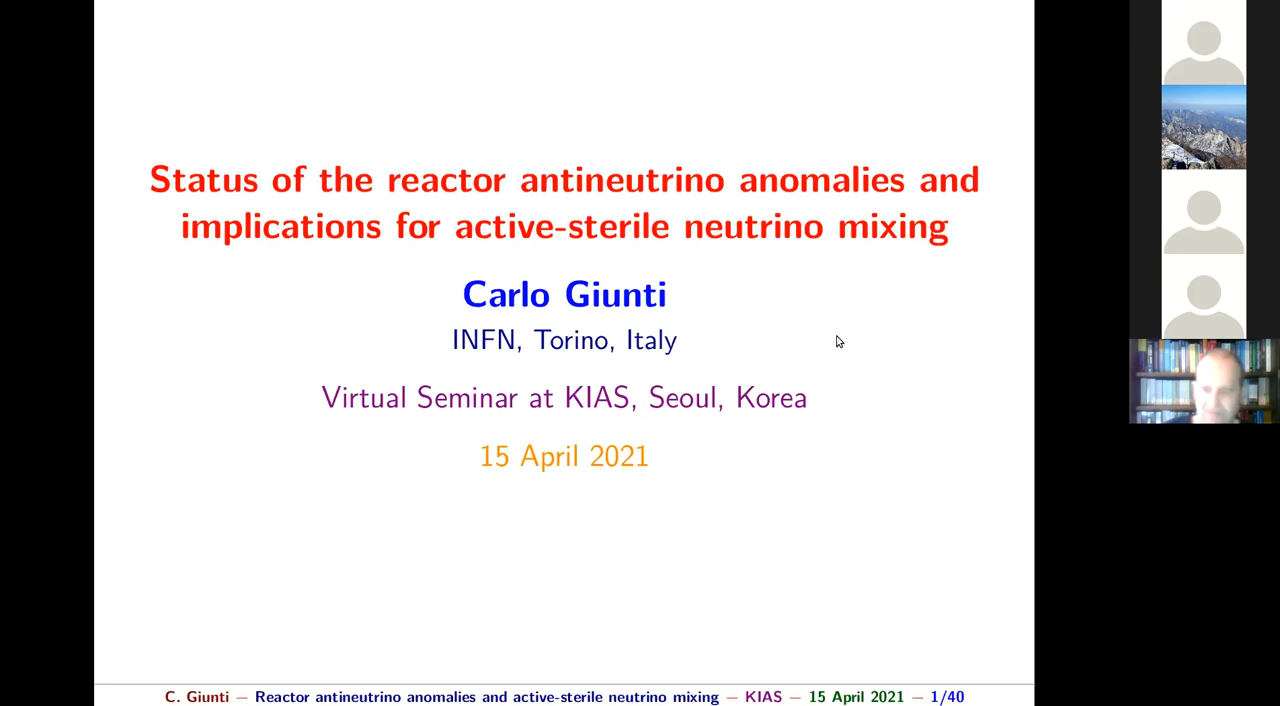 Status of the reactor antineutrino anomalies and
implications for active-sterile neutrino mixing
Carlo Giunti
INFN, Torino, Italy
Virtual Seminar at KIAS, Seoul, Korea
15 April 2021
C. Giunti — Reactor antineutrino anomalies and active-sterile neutrino mixing — KIAS — 15 April 2021 — 1/40